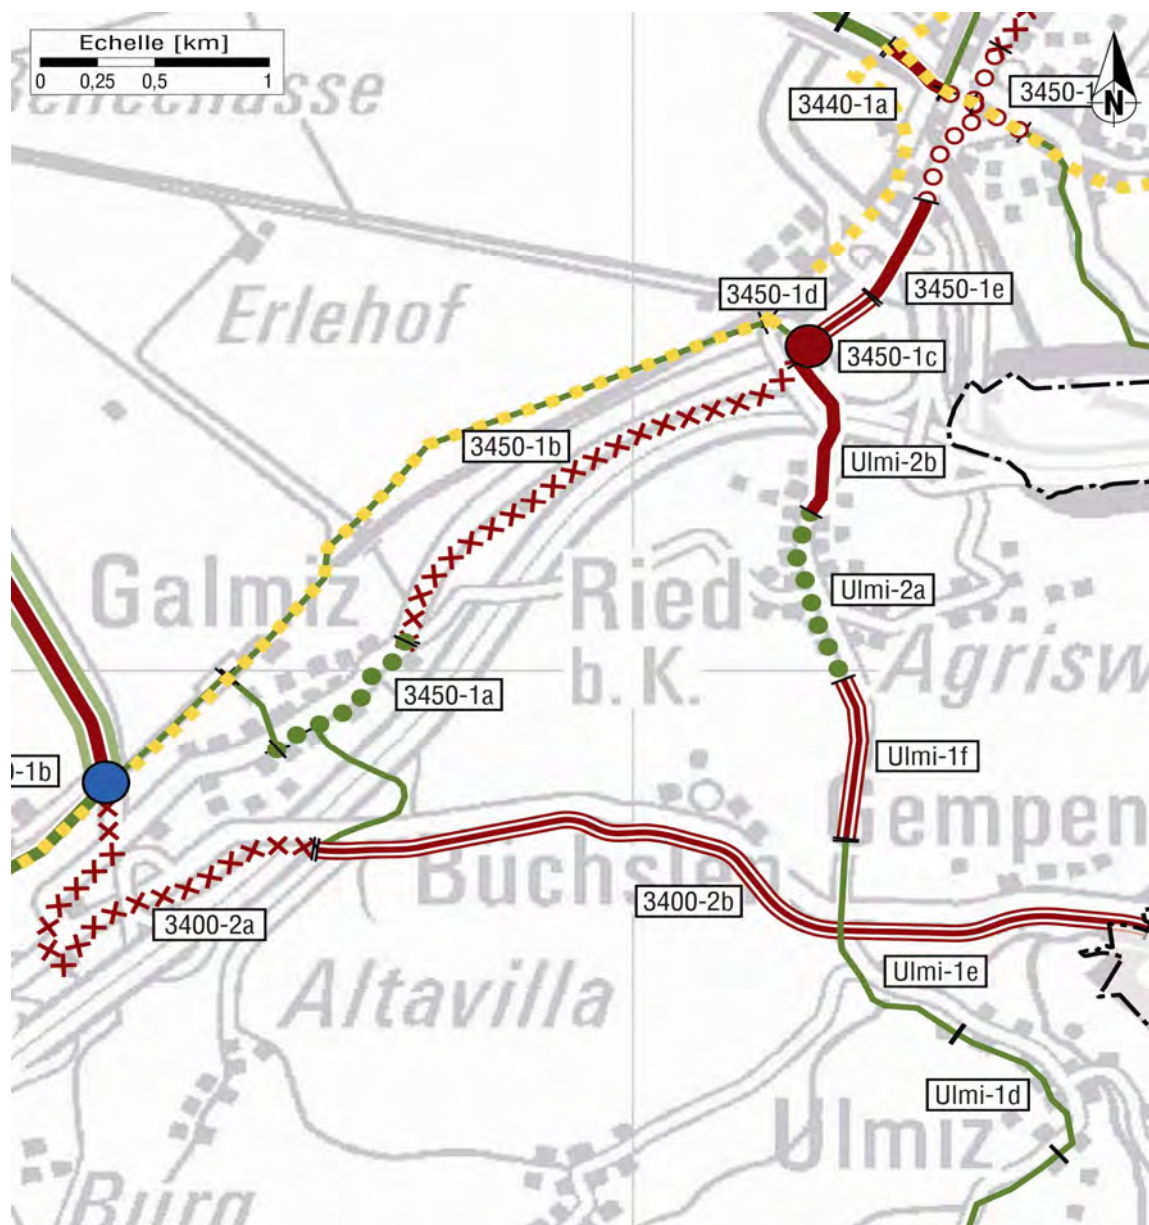 Echelle [km]
0 0,25 0,5 1
3440-1a
3450-1
N
Erlehof
3450-1d
3450-1e
3450-1c
3450-1b
Ulmi-2b
Galmiz
Ried
b. K.
Ulmi-2a
Agrisw
3450-1a
Ulmi-1f
0-1b
Gempen
Büchslen
3400-2b
3400-2a
Ulmi-1e
Altavilla
Ulmi-1d
Ulmiz
Burg